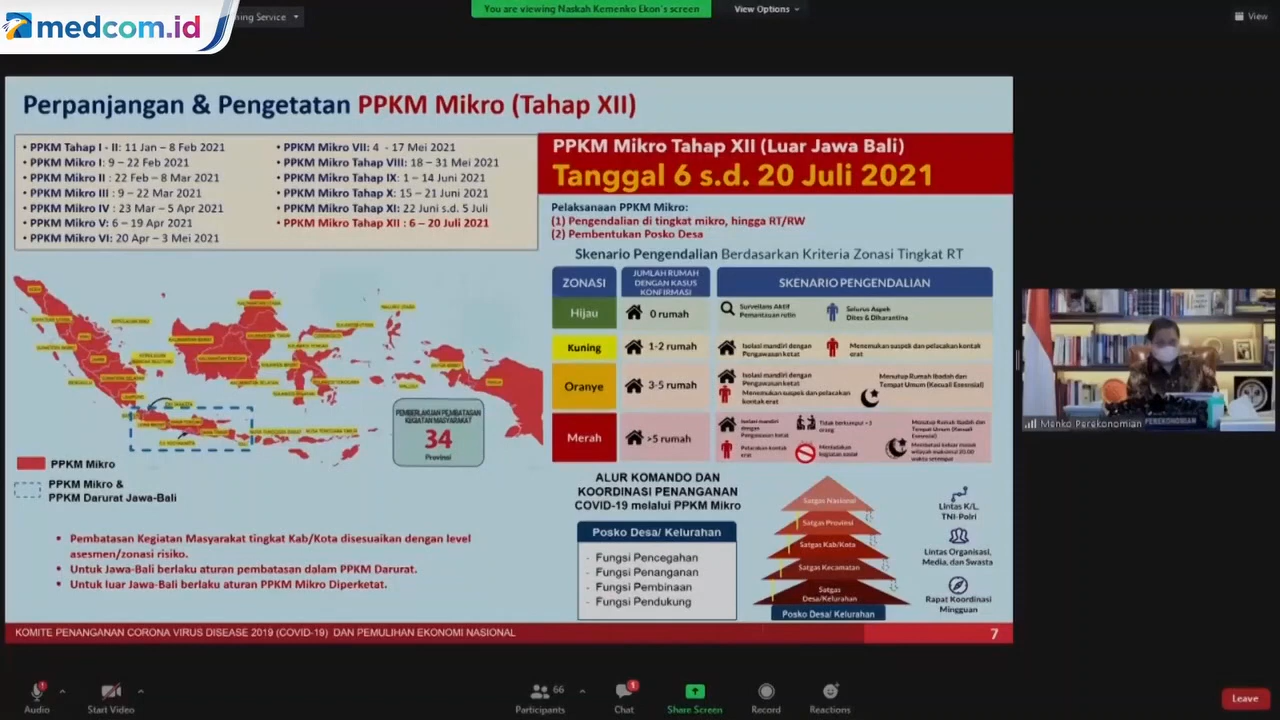 medcom.id
ning Service
You are viewing Naskah Kemenko Ekon's screen
View Options
View
Perpanjangan & Pengetatan PPKM Mikro (Tahap XII)
• PPKM Tahap I - II: 11 Jan – 8 Feb 2021
• PPKM Mikro I: 9 – 22 Feb 2021
• PPKM Mikro II : 22 Feb – 8 Mar 2021
• PPKM Mikro III : 9 – 22 Mar 2021
• PPKM Mikro IV : 23 Mar – 5 Apr 2021
• PPKM Mikro V: 6 – 19 Apr 2021
• PPKM Mikro VI: 20 Apr – 3 Mei 2021
• PPKM Mikro VII: 4 - 17 Mei 2021
• PPKM Mikro Tahap VIII: 18 – 31 Mei 2021
• PPKM Mikro Tahap IX: 1 – 14 Juni 2021
• PPKM Mikro Tahap X: 15 – 21 Juni 2021
• PPKM Mikro Tahap XI: 22 Juni s.d. 5 Juli
• PPKM Mikro Tahap XII : 6 – 20 Juli 2021
PPKM Mikro Tahap XII (Luar Jawa Bali)
Tanggal 6 s.d. 20 Juli 2021
Pelaksanaan PPKM Mikro:
(1) Pengendalian di tingkat mikro, hingga RT/RW
(2) Pembentukan Posko Desa
Skenario Pengendalian Berdasarkan Kriteria Zonasi Tingkat RT
ZONASI
JUMLAH RUMAH
DENGAN KASUS
KONFIRMASI
SKENARIO PENGENDALIAN
Hijau
0 rumah
Surveilans Aktif
Pemantauan rutin
Seluruh Aspek
Dites & Dikarantina
Kuning
1-2 rumah
Isolasi mandiri dengan
Pengawasan ketat
Menemukan suspek dan pelacakan kontak
erat
Oranye
3-5 rumah
Isolasi mandiri dengan
Pengawasan ketat
Menemukan suspek dan pelacakan
kontak erat
Menutup Rumah Ibadah dan
Tempat Umum (Kecuali Esensial)
Merah
>5 rumah
Isolasi mandiri
dengan
Pengawasan ketat
Pelacakan kontak
erat
Tidak berkumpul >3
orang
Meniadakan
kegiatan sosial
Menutup Rumah Ibadah dan
Tempat Umum (Kecuali
Esensial)
Membatasi keluar masuk
wilayah maksimal 20.00
waktu setempat
PEMBERLAKUAN PEMBATASAN
KEGIATAN MASYARAKAT
34
Provinsi
PPKM Mikro
PPKM Mikro &
PPKM Darurat Jawa-Bali
• Pembatasan Kegiatan Masyarakat tingkat Kab/Kota disesuaikan dengan level
asesmen/zonasi risiko.
• Untuk Jawa-Bali berlaku aturan pembatasan dalam PPKM Darurat.
• Untuk luar Jawa-Bali berlaku aturan PPKM Mikro Diperketat.
ALUR KOMANDO DAN
KOORDINASI PENANGANAN
COVID-19 melalui PPKM Mikro
Posko Desa/ Kelurahan
- Fungsi Pencegahan
- Fungsi Penanganan
- Fungsi Pembinaan
- Fungsi Pendukung
Satgas Nasional
Satgas Provinsi
Satgas Kab/Kota
Satgas Kecamatan
Satgas
Desa/Kelurahan
Posko Desa/ Kelurahan
Lintas K/L,
TNI-Polri
Lintas Organisasi,
Media, dan Swasta
Rapat Koordinasi
Mingguan
KOMITE PENANGANAN CORONA VIRUS DISEASE 2019 (COVID-19) DAN PEMULIHAN EKONOMI NASIONAL
7
Menko Perekonomian
PEREKONOMIAN
Audio
Start Video
66
Participants
1
Chat
Share Screen
Record
Reactions
Leave